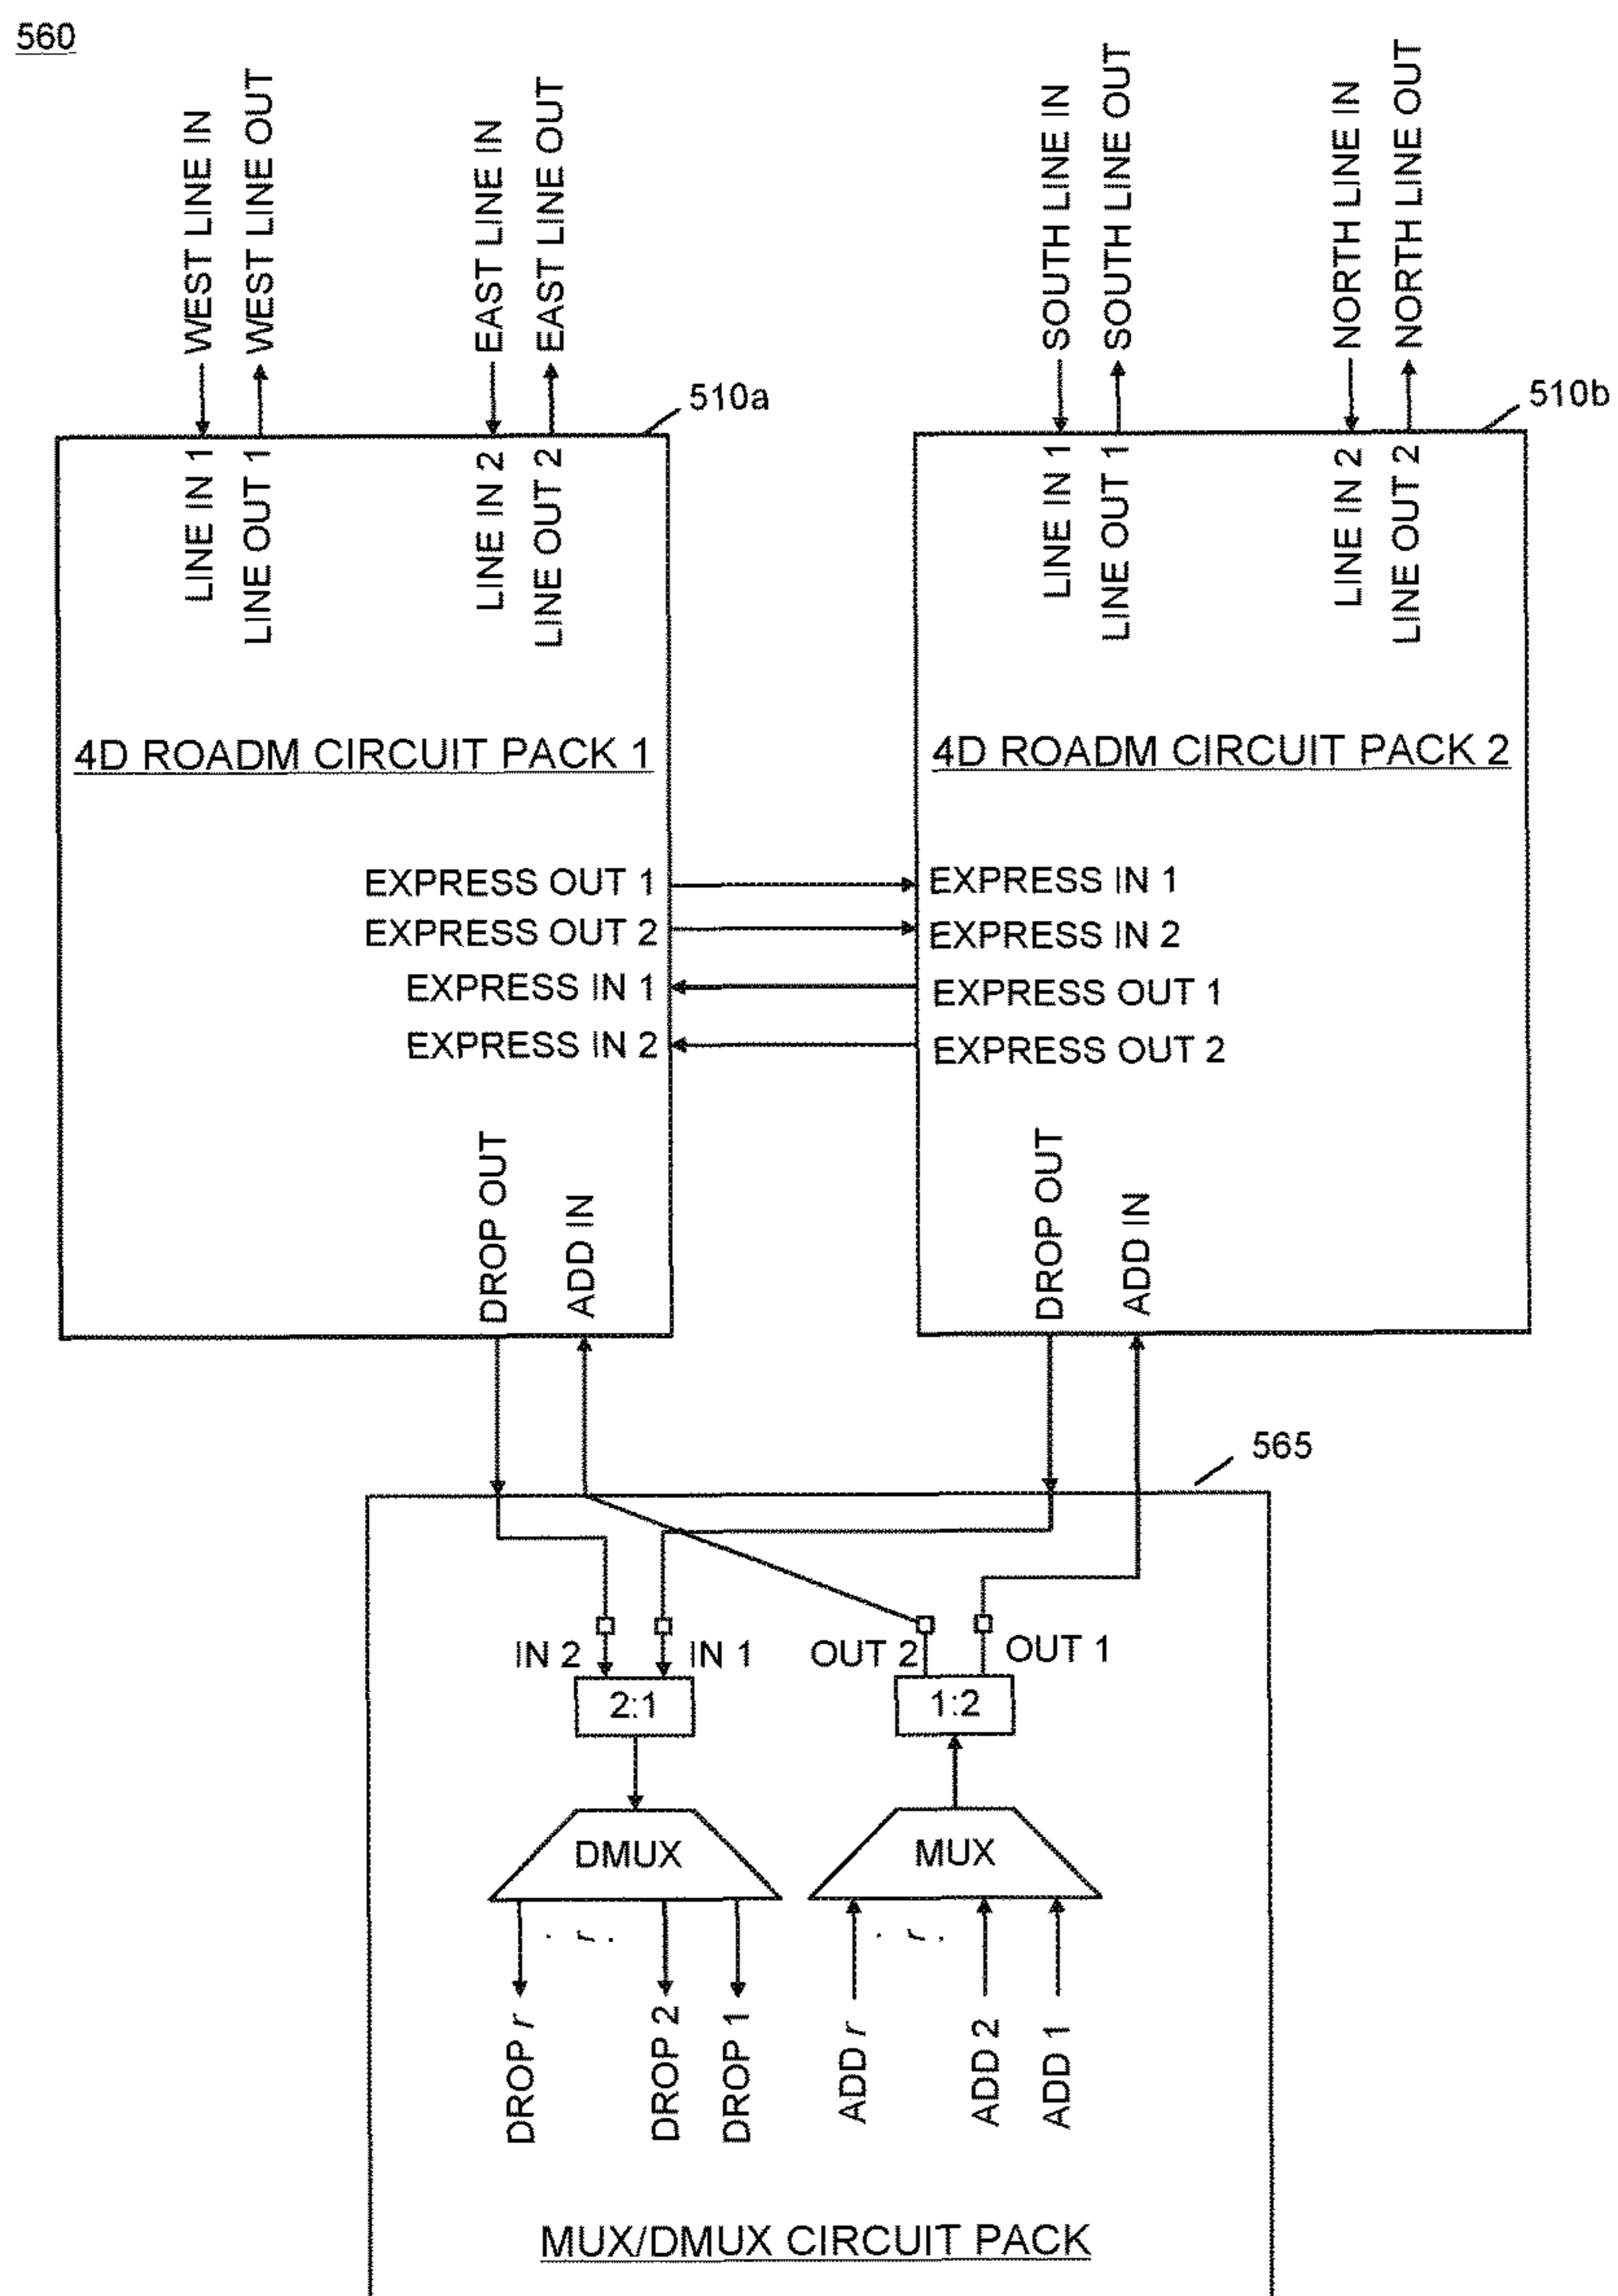 560
WEST LINE IN
WEST LINE OUT
EAST LINE IN
EAST LINE OUT
SOUTH LINE IN
SOUTH LINE OUT
NORTH LINE IN
NORTH LINE OUT
510a
510b
LINE IN 1
LINE OUT 1
LINE IN 2
LINE OUT 2
LINE IN 1
LINE OUT 1
LINE IN 2
LINE OUT 2
4D ROADM CIRCUIT PACK 1
4D ROADM CIRCUIT PACK 2
EXPRESS OUT 1
EXPRESS IN 1
EXPRESS OUT 2
EXPRESS IN 2
EXPRESS IN 1
EXPRESS OUT 1
EXPRESS IN 2
EXPRESS OUT 2
DROP OUT
ADD IN
DROP OUT
ADD IN
565
IN 2
IN 1
OUT 2
OUT 1
2:1
1:2
DMUX
MUX
. r .
. r .
DROP r
DROP 2
DROP 1
ADD r
ADD 2
ADD 1
MUX/DMUX CIRCUIT PACK